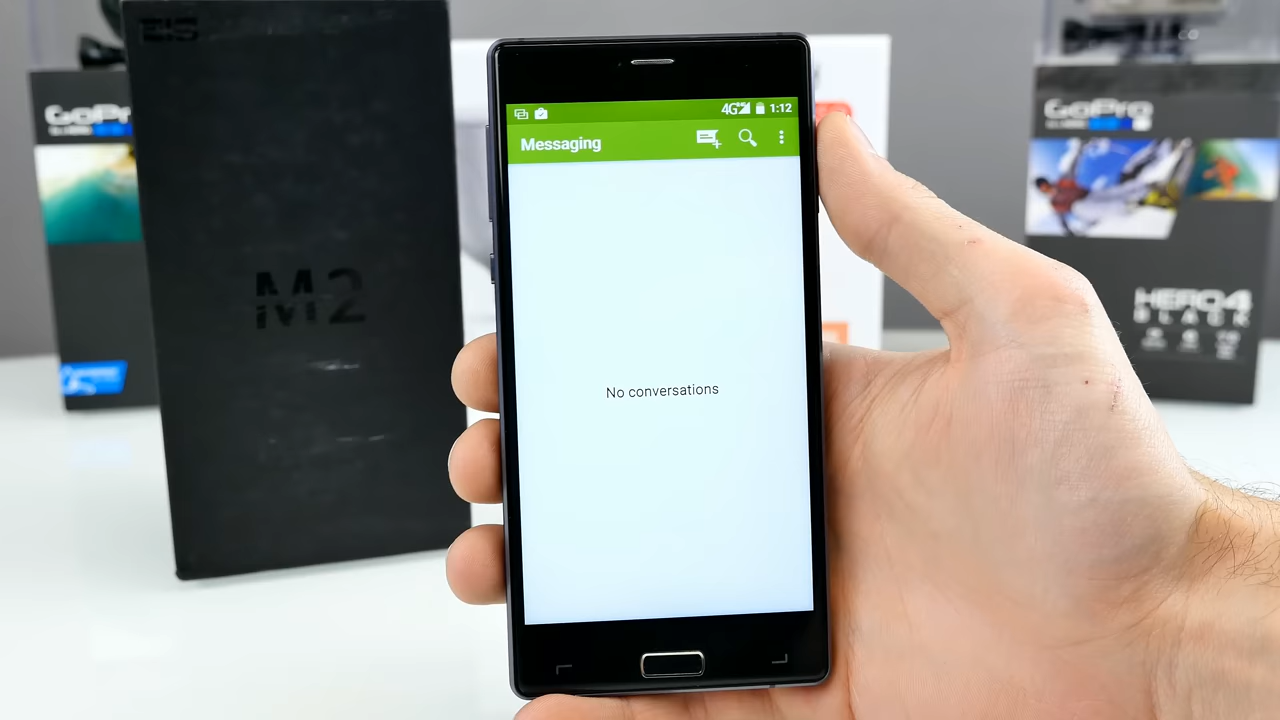 GoPro
M2
4G 1:12
Messaging
No conversations
GoPro
HERO4
BLACK